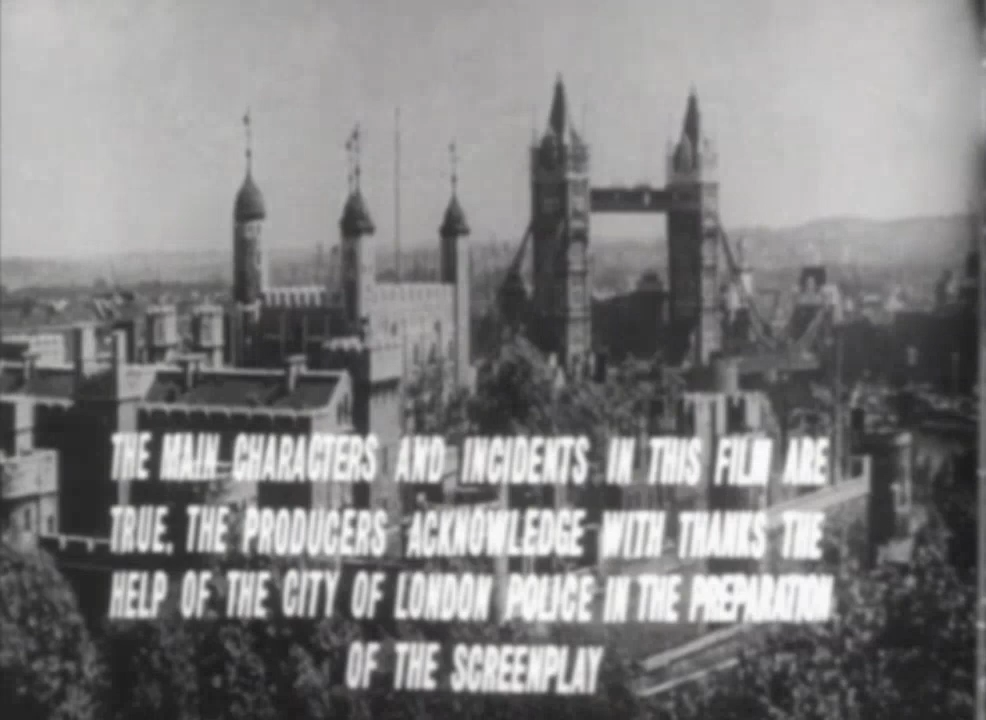 THE MAIN CHARACTERS AND INCIDENTS IN THIS FILM ARE
TRUE. THE PRODUCERS ACKNOWLEDGE WITH THANKS THE
HELP OF THE CITY OF LONDON POLICE IN THE PREPARATION
OF THE SCREENPLAY